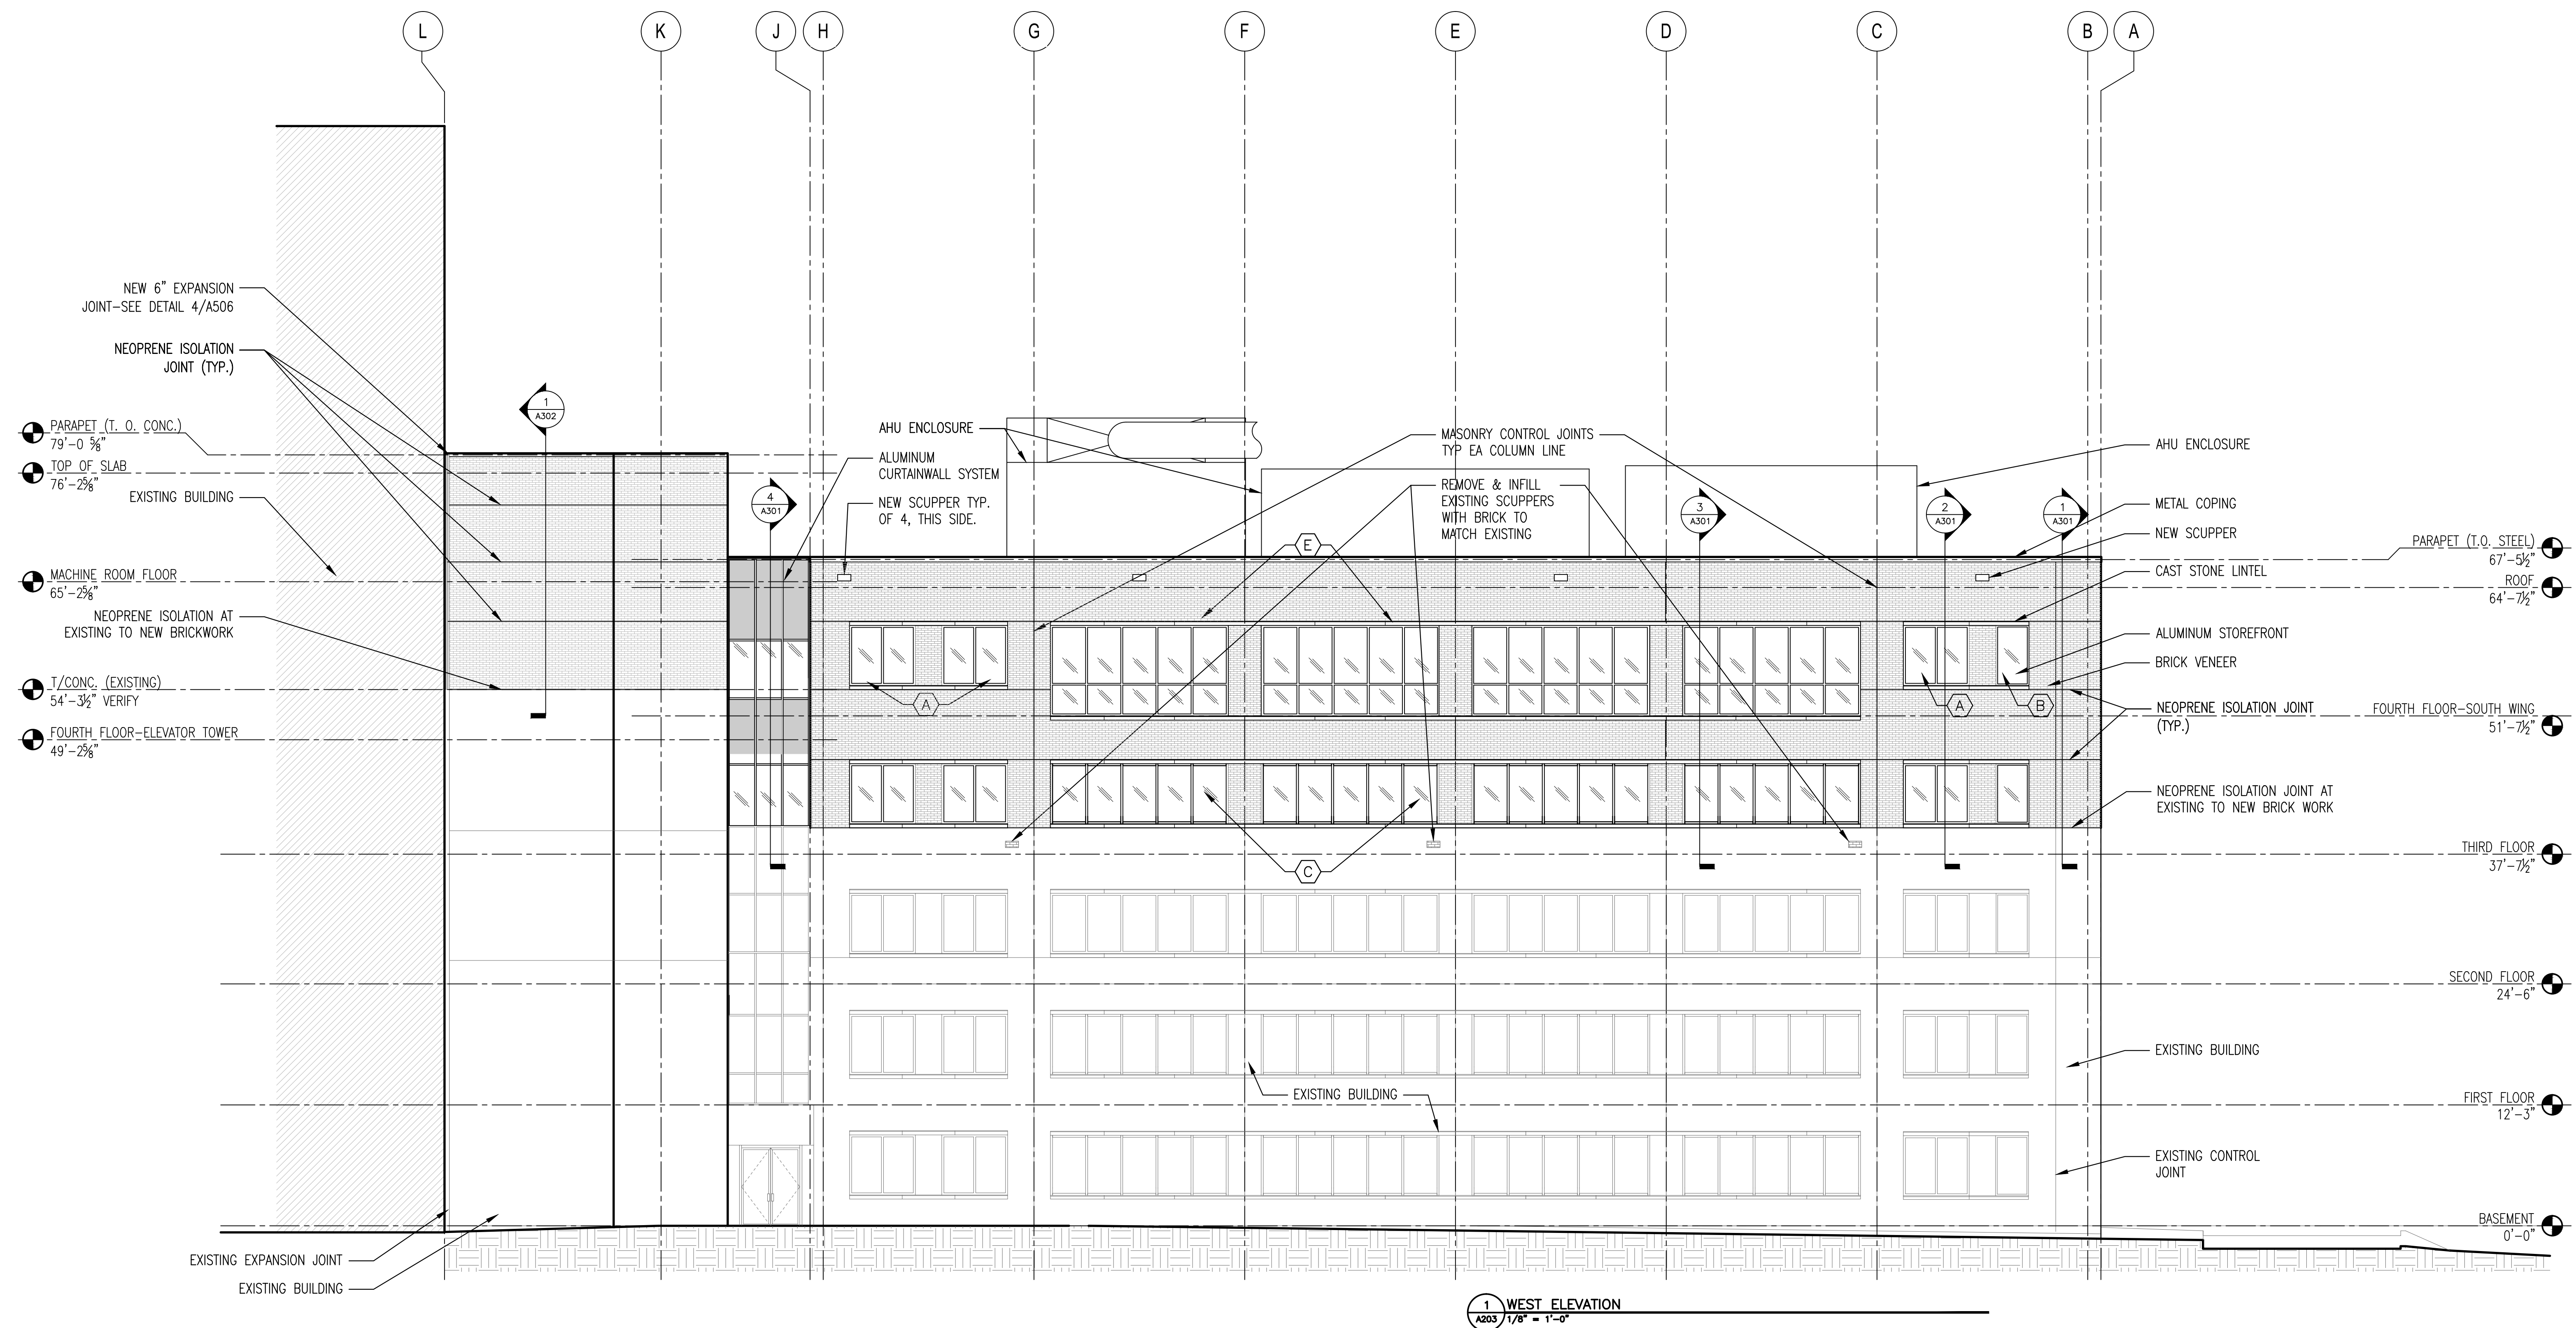 L
K
J
H
G
F
E
D
C
B
A
NEW 6" EXPANSION
JOINT-SEE DETAIL 4/A506
NEOPRENE ISOLATION
JOINT (TYP.)
PARAPET (T. O. CONC.)
79'-0 5/8"
TOP OF SLAB
76'-2 5/8"
EXISTING BUILDING
MACHINE ROOM FLOOR
65'-2 5/8"
NEOPRENE ISOLATION AT
EXISTING TO NEW BRICKWORK
T/CONC. (EXISTING)
54'-3 1/2" VERIFY
FOURTH FLOOR-ELEVATOR TOWER
49'-2 5/8"
EXISTING EXPANSION JOINT
EXISTING BUILDING
1
A302
4
A301
AHU ENCLOSURE
ALUMINUM
CURTAINWALL SYSTEM
NEW SCUPPER TYP.
OF 4, THIS SIDE.
A
E
C
MASONRY CONTROL JOINTS
TYP EA COLUMN LINE
REMOVE & INFILL
EXISTING SCUPPERS
WITH BRICK TO
MATCH EXISTING
EXISTING BUILDING
3
A301
2
A301
1
A301
A
B
AHU ENCLOSURE
METAL COPING
NEW SCUPPER
CAST STONE LINTEL
ALUMINUM STOREFRONT
BRICK VENEER
NEOPRENE ISOLATION JOINT
(TYP.)
NEOPRENE ISOLATION JOINT AT
EXISTING TO NEW BRICK WORK
EXISTING BUILDING
EXISTING CONTROL
JOINT
PARAPET (T.O. STEEL)
67'-5 1/2"
ROOF
64'-7 1/2"
FOURTH FLOOR-SOUTH WING
51'-7 1/2"
THIRD FLOOR
37'-7 1/2"
SECOND FLOOR
24'-6"
FIRST FLOOR
12'-3"
BASEMENT
0'-0"
1
A203
WEST ELEVATION
1/8" = 1'-0"